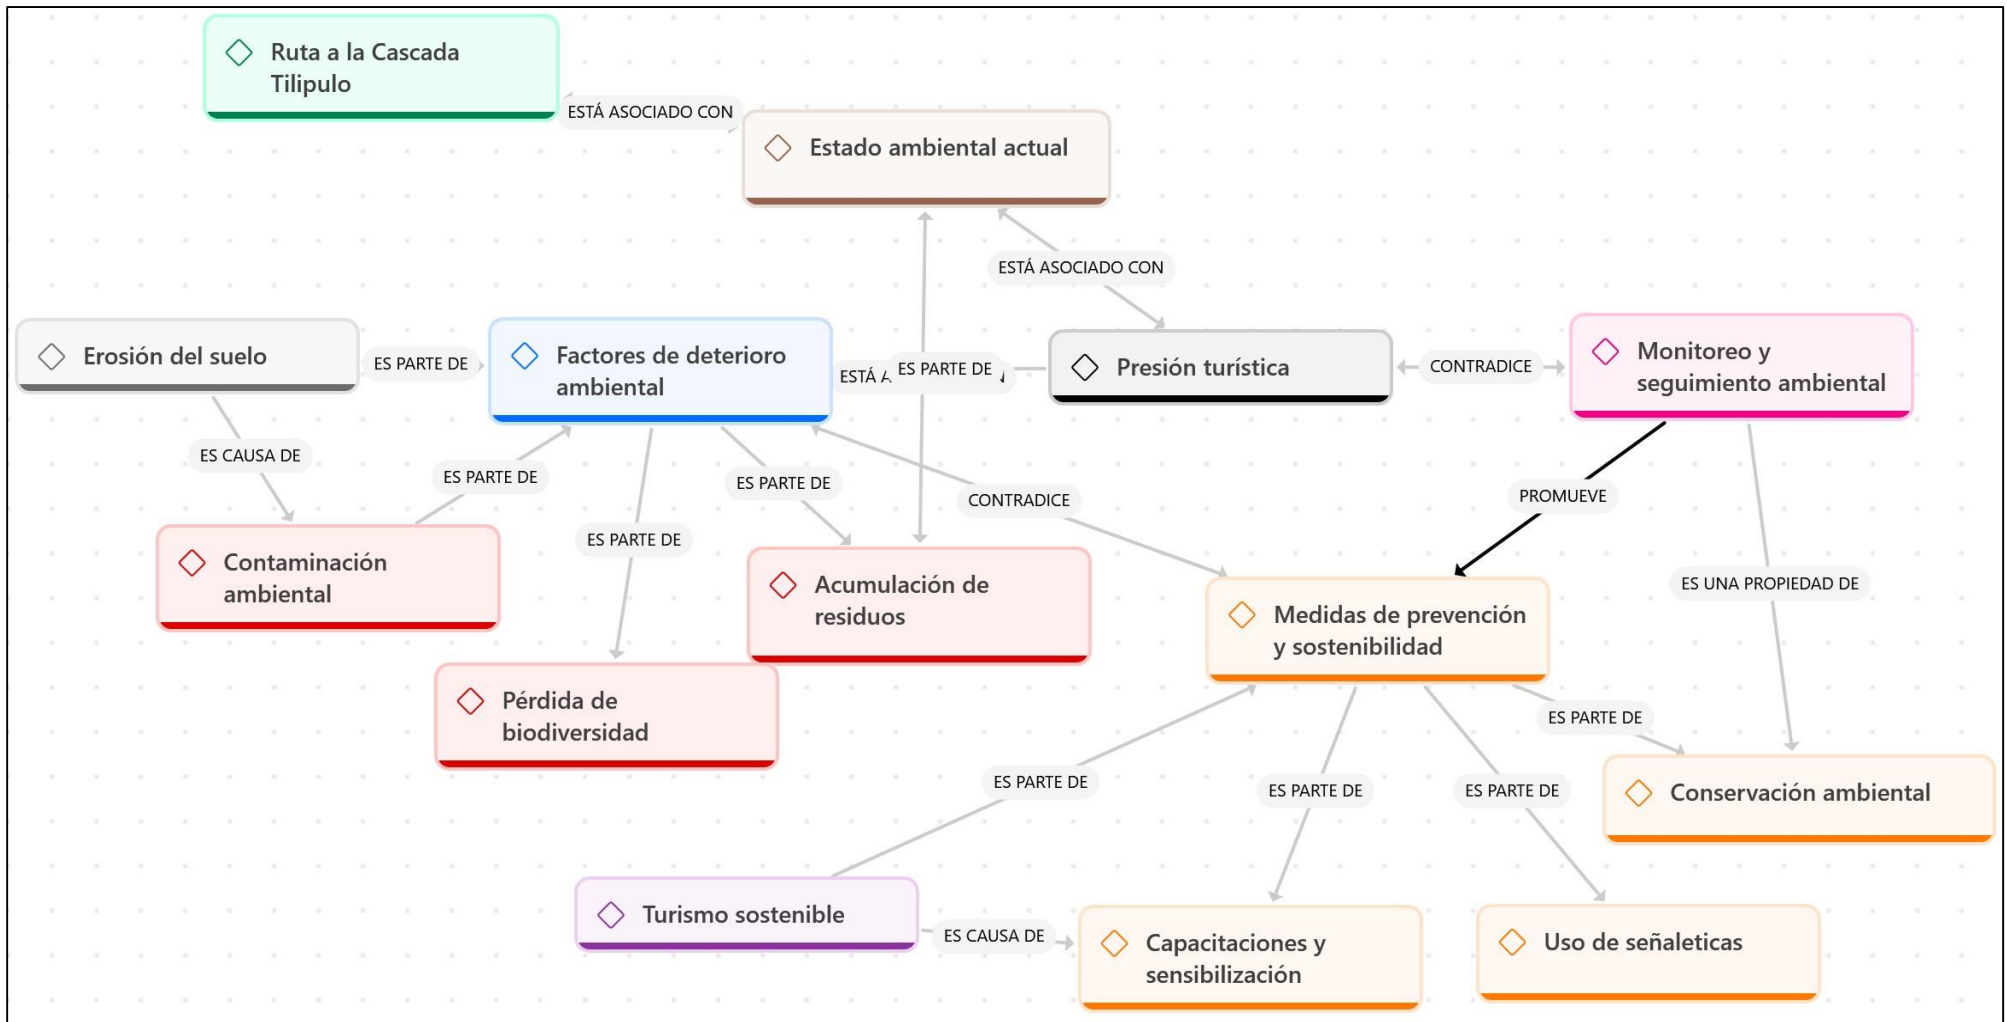 Ruta a la Cascada
Tilipulo
ESTÁ ASOCIADO CON
Estado ambiental actual
ESTÁ ASOCIADO CON
Erosión del suelo
ES PARTE DE
Factores de deterioro
ambiental
ESTÁ
ES PARTE DE
Presión turística
CONTRADICE
Monitoreo y
seguimiento ambiental
ES CAUSA DE
ES PARTE DE
ES PARTE DE
CONTRADICE
PROMUEVE
ES PARTE DE
ES UNA PROPIEDAD DE
Contaminación
ambiental
Acumulación de
residuos
Medidas de prevención
y sostenibilidad
Pérdida de
biodiversidad
ES PARTE DE
ES PARTE DE
ES PARTE DE
ES PARTE DE
Conservación ambiental
Turismo sostenible
ES CAUSA DE
Capacitaciones y
sensibilización
Uso de señaleticas